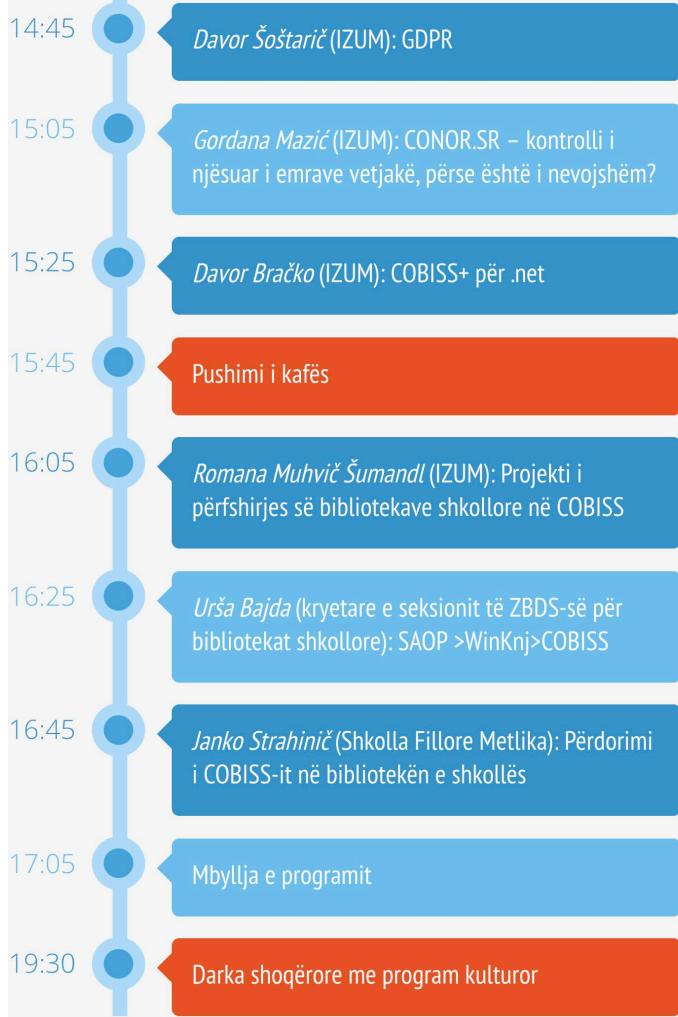 14:45
Davor Šoštarič (IZUM): GDPR
15:05
Gordana Mazić (IZUM): CONOR.SR – kontrolli i
njësuar i emrave vetjakë, përse është i nevojshëm?
15:25
Davor Bračko (IZUM): COBISS+ për .net
15:45
Pushimi i kafës
16:05
Romana Muhvič Šumandl (IZUM): Projekti i
përfshirjes së bibliotekave shkollore në COBISS
16:25
Urša Bajda (kryetare e seksionit të ZBDS-së për
bibliotekat shkollore): SAOP >WinKnj>COBISS
16:45
Janko Strahinič (Shkolla Fillore Metlika): Përdorimi
i COBISS-it në bibliotekën e shkollës
17:05
Mbyllja e programit
19:30
Darka shoqërore me program kulturor